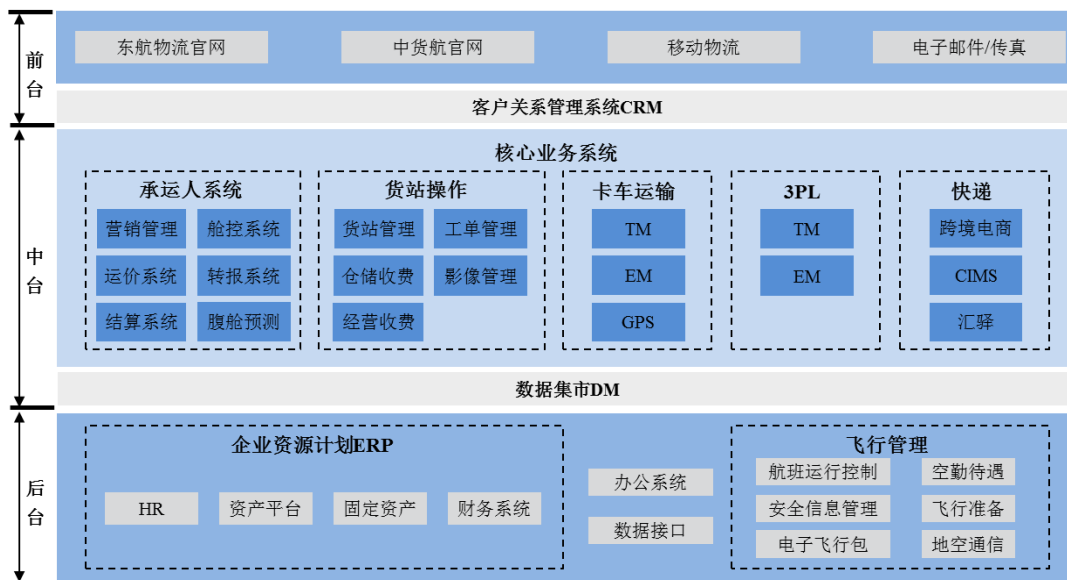 前台
东航物流官网
中货航官网
移动物流
电子邮件/传真
客户关系管理系统CRM
中台
核心业务系统
承运人系统
营销管理
舱控系统
运价系统
转报系统
结算系统
腹舱预测
货站操作
货站管理
工单管理
仓储收费
影像管理
经营收费
卡车运输
TM
EM
GPS
3PL
TM
EM
快递
跨境电商
CIMS
汇驿
数据集市DM
后台
企业资源计划ERP
HR
资产平台
固定资产
财务系统
办公系统
数据接口
飞行管理
航班运行控制
空勤待遇
安全信息管理
飞行准备
电子飞行包
地空通信